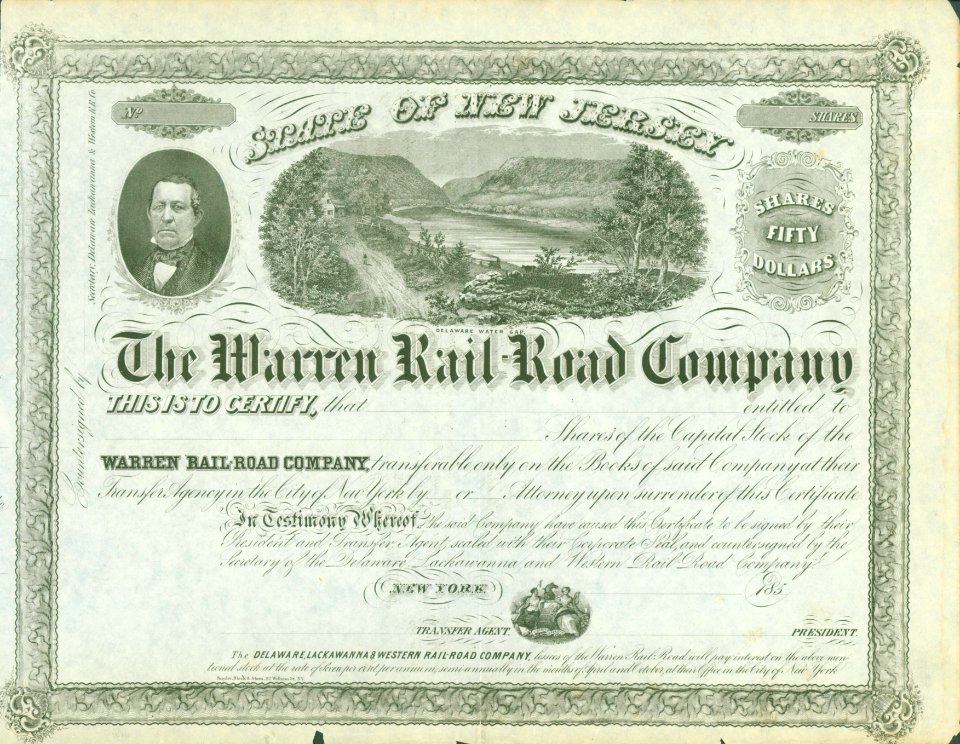 STATE OF NEW JERSEY
No
SHARES
SHARES
FIFTY
DOLLARS
DELAWARE WATER GAP.
The Warren Rail-Road Company
THIS IS TO CERTIFY, that entitled to
Shares of the Capital Stock of the
WARREN RAIL-ROAD COMPANY, transferable only on the Books of said Company at their
Transfer Agency in the City of New York by or Attorney upon surrender of this Certificate
In Testimony Whereof, the said Company have caused this Certificate to be signed by their
President and Transfer Agent, sealed with their Corporate Seal, and countersigned by the
Secretary of the Delaware Lackawanna and Western Rail Road Company
NEW YORK 185
TRANSFER AGENT. PRESIDENT.
The DELAWARE, LACKAWANNA & WESTERN RAIL-ROAD COMPANY, lessees of the Warren Rail Road, will pay interest on the above men
tioned stock at the rate of seven per cent per annum, semi annually in the months of April and October, at their Office in the City of New York
Countersigned by
Secretary, Delaware Lackawanna & Western R.R. Co.